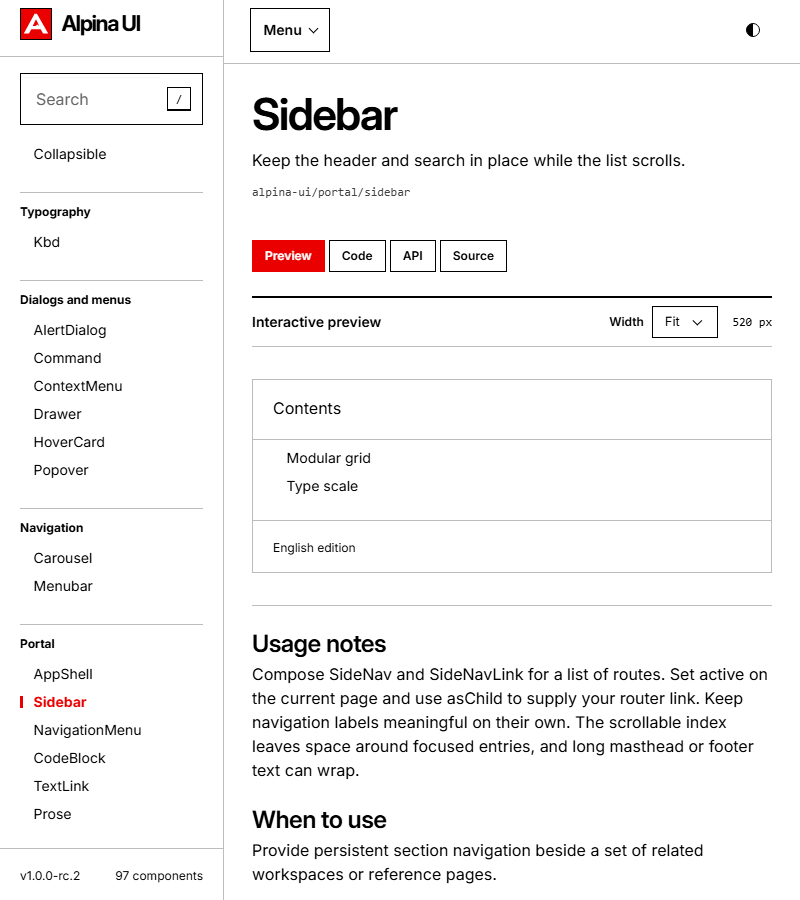 Alpina UI
Search
/
Collapsible
Typography
Kbd
Dialogs and menus
AlertDialog
Command
ContextMenu
Drawer
HoverCard
Popover
Navigation
Carousel
Menubar
Portal
AppShell
Sidebar
NavigationMenu
CodeBlock
TextLink
Prose
v1.0.0-rc.2
97 components
Menu
Sidebar
Keep the header and search in place while the list scrolls.
alpina-ui/portal/sidebar
Preview Code API Source
Interactive preview
Width Fit 520 px
Contents
Modular grid
Type scale
English edition
Usage notes
Compose SideNav and SideNavLink for a list of routes. Set active on
the current page and use asChild to supply your router link. Keep
navigation labels meaningful on their own. The scrollable index
leaves space around focused entries, and long masthead or footer
text can wrap.
When to use
Provide persistent section navigation beside a set of related
workspaces or reference pages.